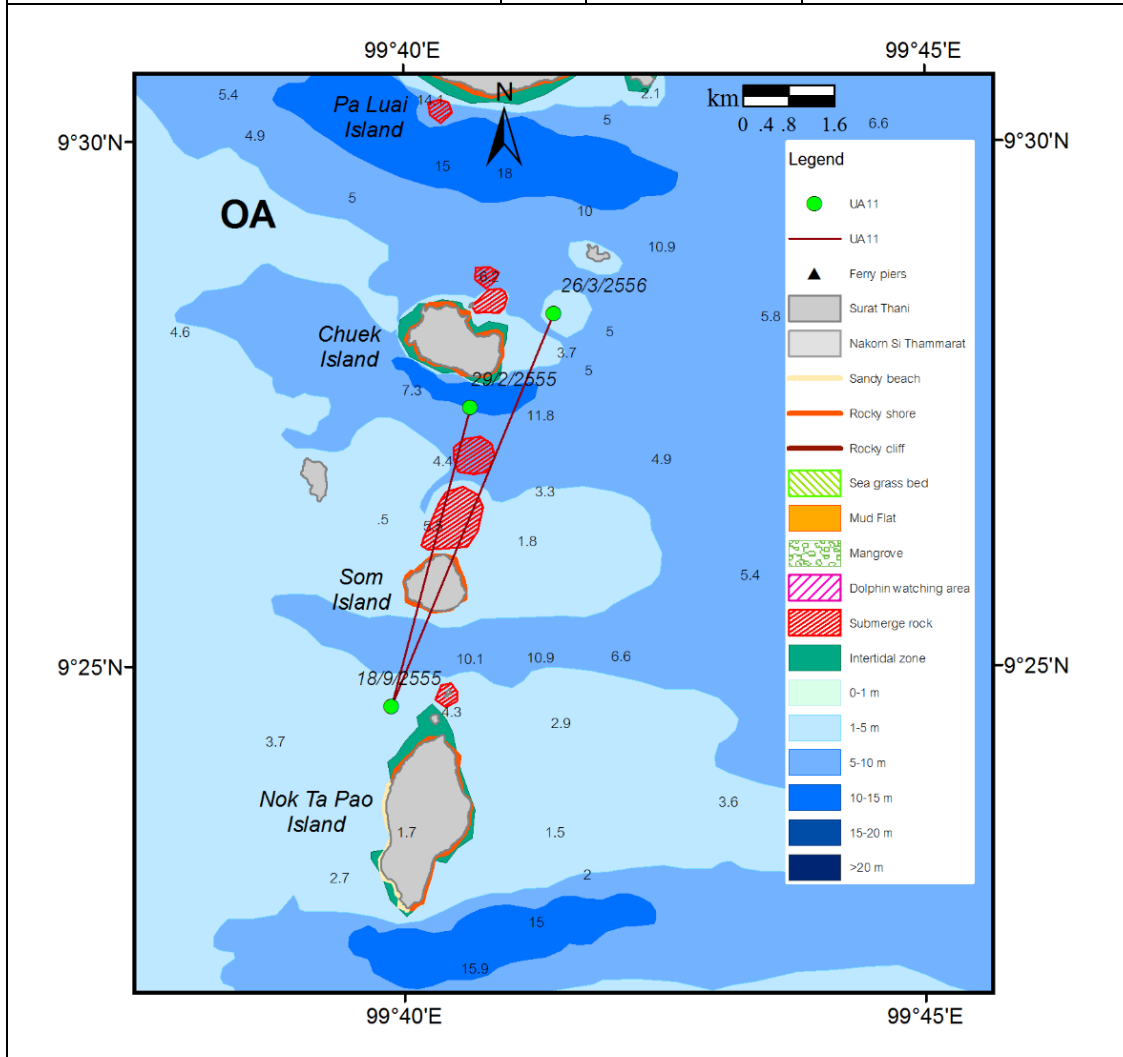 99°40'E
99°45'E
5.4
14.1
2.1
Pa Luai
Island
N
km
0 .4 .8 1.6
6.6
5
4.9
9°30'N
9°30'N
15
18
Legend
5
10
OA
UA11
10.9
UA11
6.2
26/3/2556
Ferry piers
5.8
Surat Thani
4.6
5
Chuek
Island
3.7
Nakorn Si Thammarat
5
29/2/2555
Sandy beach
7.3
11.8
Rocky shore
4.4
4.9
Rocky cliff
3.3
Sea grass bed
.5
Mud Flat
1.8
Mangrove
Som
Island
5.4
Dolphin watching area
Submerge rock
9°25'N
10.1
10.9
6.6
Intertidal zone
9°25'N
18/9/2555
0-1 m
4.3
2.9
1-5 m
3.7
5-10 m
Nok Ta Pao
Island
3.6
10-15 m
1.7
1.5
15-20 m
2.7
2
>20 m
15
15.9
99°40'E
99°45'E